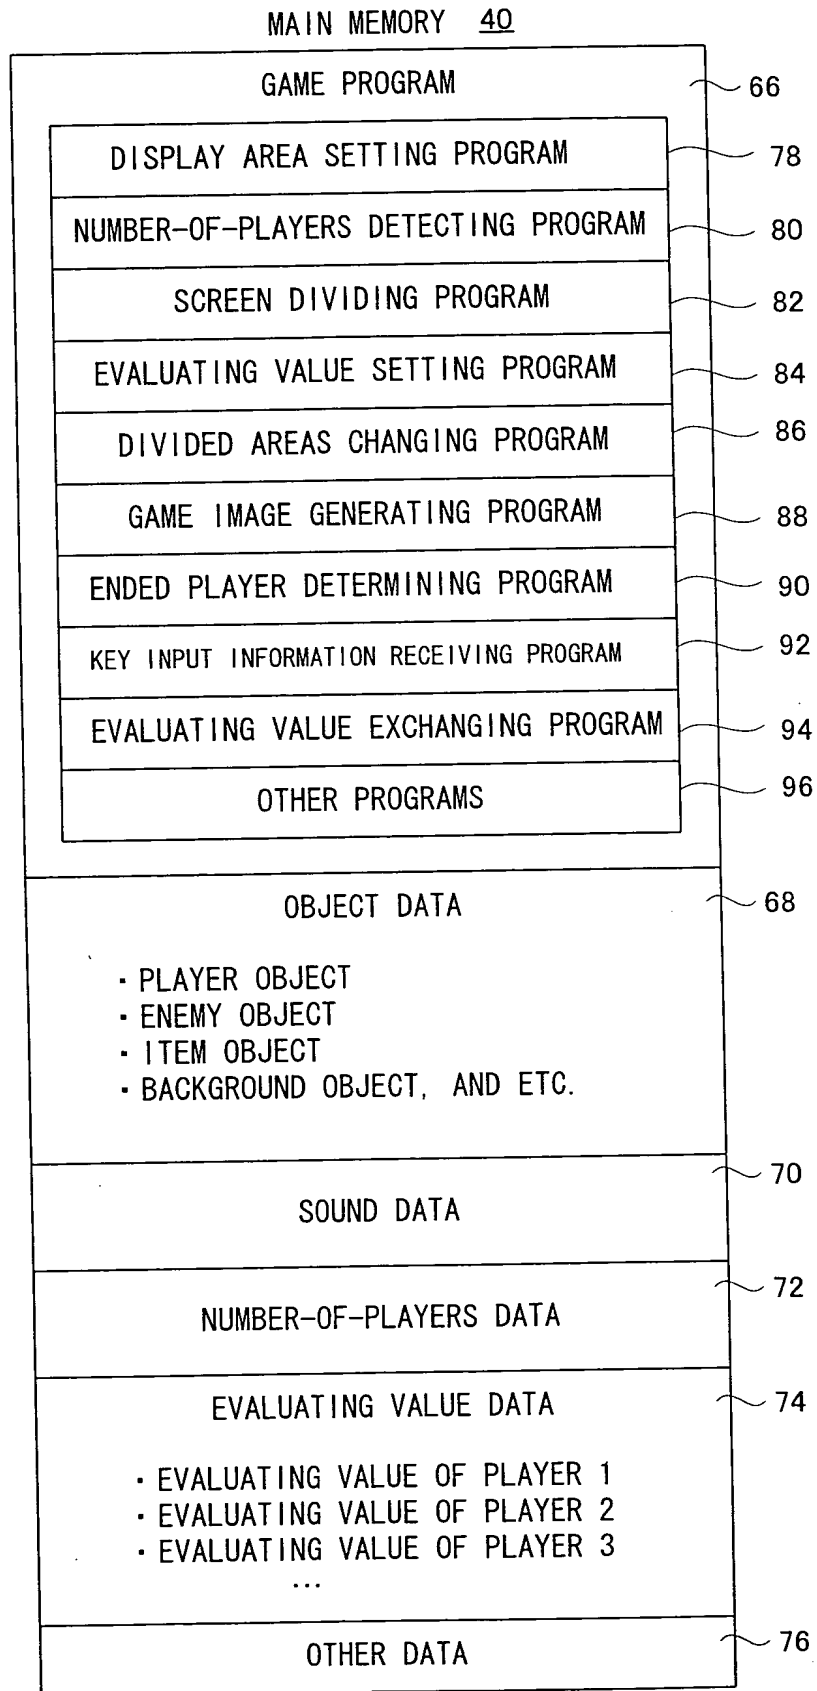 MAIN MEMORY 40
GAME PROGRAM 66
DISPLAY AREA SETTING PROGRAM 78
NUMBER-OF-PLAYERS DETECTING PROGRAM 80
SCREEN DIVIDING PROGRAM 82
EVALUATING VALUE SETTING PROGRAM 84
DIVIDED AREAS CHANGING PROGRAM 86
GAME IMAGE GENERATING PROGRAM 88
ENDED PLAYER DETERMINING PROGRAM 90
KEY INPUT INFORMATION RECEIVING PROGRAM 92
EVALUATING VALUE EXCHANGING PROGRAM 94
OTHER PROGRAMS 96
OBJECT DATA 68
・PLAYER OBJECT
・ENEMY OBJECT
・ITEM OBJECT
・BACKGROUND OBJECT, AND ETC.
SOUND DATA 70
NUMBER-OF-PLAYERS DATA 72
EVALUATING VALUE DATA 74
・EVALUATING VALUE OF PLAYER 1
・EVALUATING VALUE OF PLAYER 2
・EVALUATING VALUE OF PLAYER 3
...
OTHER DATA 76